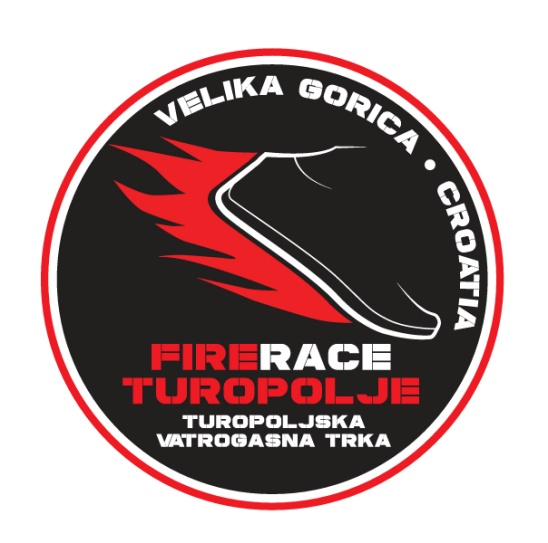 VELIKA GORICA • CROATIA
FIRERACE
TUROPOLJE
TUROPOLJSKA
VATROGASNA TRKA